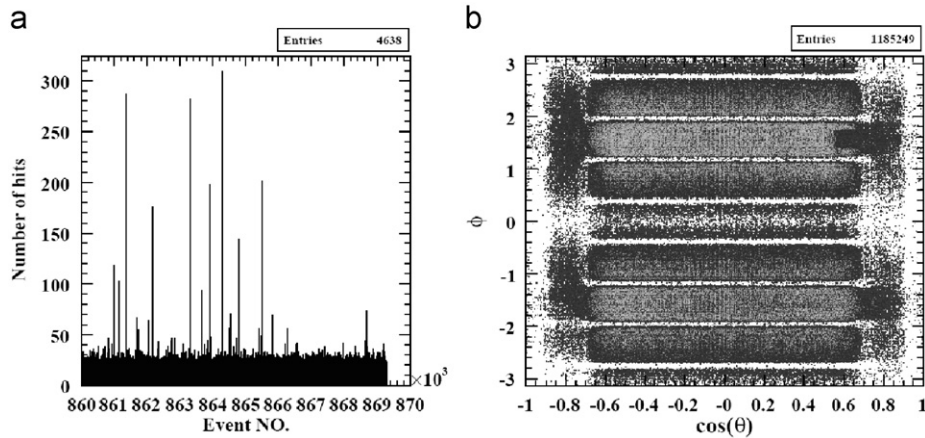 a
Entries 4638
300
250
200
150
100
50
0
Number of hits
860 861 862 863 864 865 866 867 868 869 870
×10³
Event NO.
b
Entries 1185249
3
2
1
0
-1
-2
-3
ϕ
-1 -0.8 -0.6 -0.4 -0.2 -0 0.2 0.4 0.6 0.8 1
cos(θ)